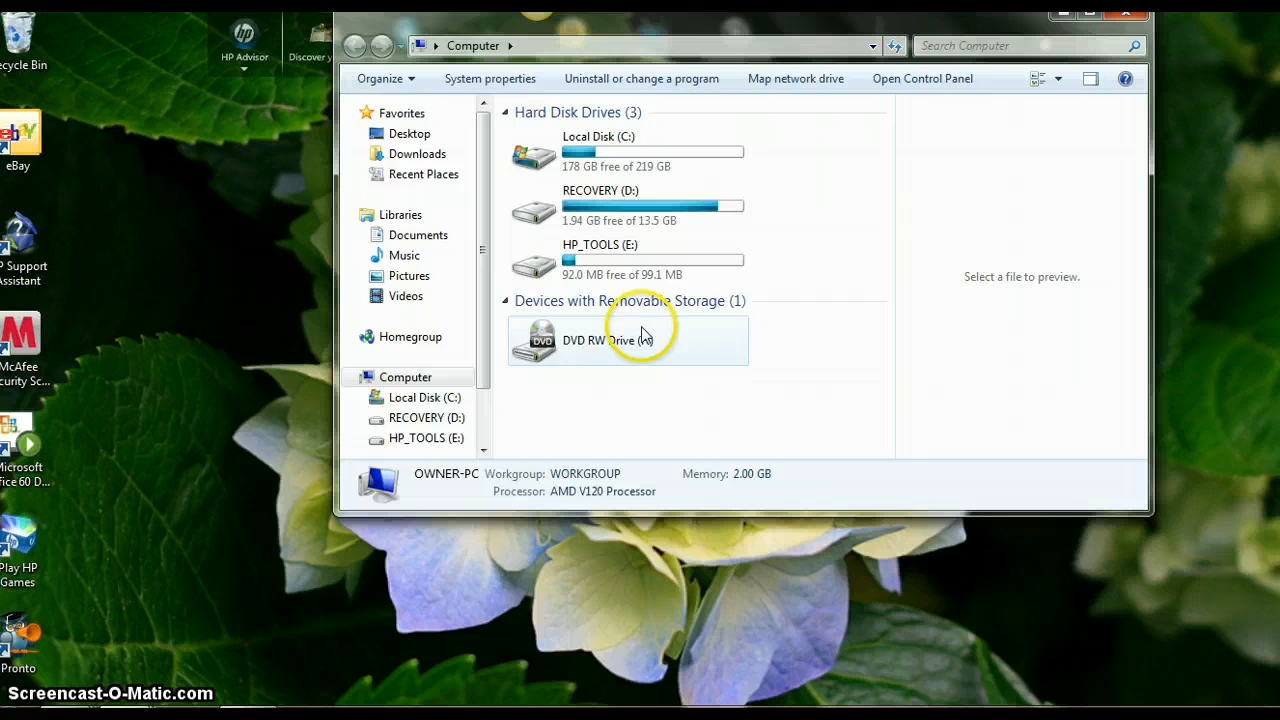 ecycle Bin
HP Advisor
Discover y
ebY
eBay
P Support
Assistant
McAfee
ecurity Sc...
Microsoft
ffice 60 D...
Play HP
Games
Pronto
Computer
Search Computer
Organize
System properties
Uninstall or change a program
Map network drive
Open Control Panel
Favorites
Desktop
Downloads
Recent Places
Libraries
Documents
Music
Pictures
Videos
Homegroup
Computer
Local Disk (C:)
RECOVERY (D:)
HP_TOOLS (E:)
Hard Disk Drives (3)
Local Disk (C:)
178 GB free of 219 GB
RECOVERY (D:)
1.94 GB free of 13.5 GB
HP_TOOLS (E:)
92.0 MB free of 99.1 MB
Devices with Removable Storage (1)
DVD
DVD RW Drive
Select a file to preview.
OWNER-PC Workgroup: WORKGROUP Memory: 2.00 GB
Processor: AMD V120 Processor
Screencast-O-Matic.com